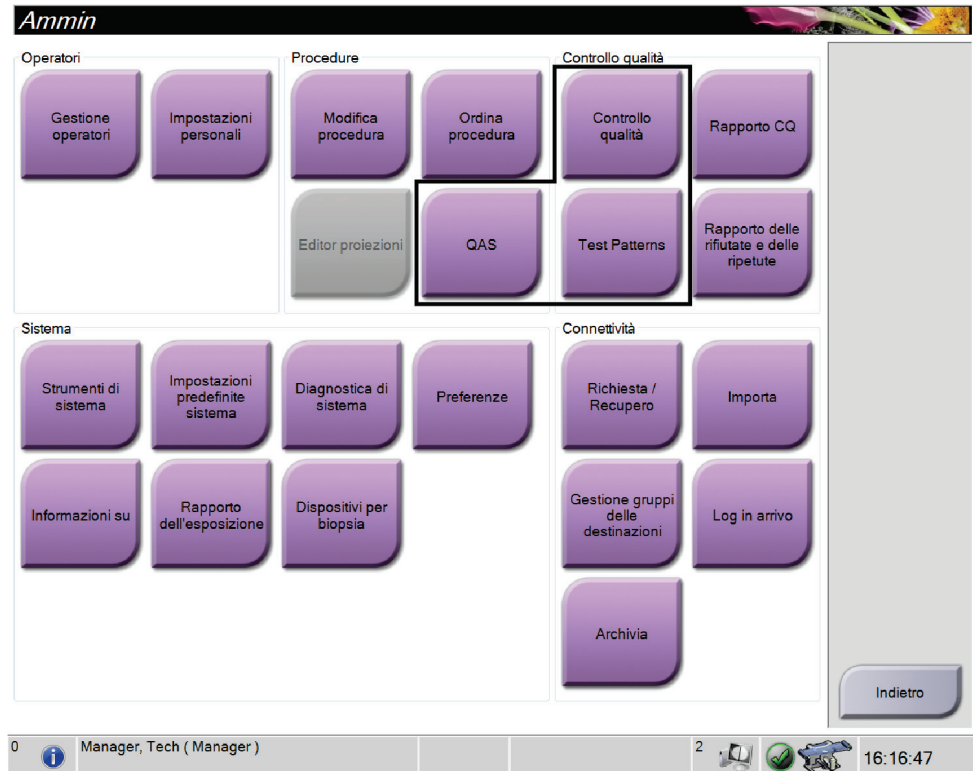 Ammin
Operatori
Gestione
operatori
Impostazioni
personali
Procedure
Modifica
procedura
Ordina
procedura
Editor proiezioni
QAS
Controllo qualità
Controllo
qualità
Rapporto CQ
Test Patterns
Rapporto delle
rifiutate e delle
ripetute
Sistema
Strumenti di
sistema
Impostazioni
predefinite
sistema
Diagnostica di
sistema
Preferenze
Informazioni su
Rapporto
dell'esposizione
Dispositivi per
biopsia
Connettività
Richiesta /
Recupero
Importa
Gestione gruppi
delle
destinazioni
Log in arrivo
Archivia
Indietro
0
Manager, Tech ( Manager )
2
16:16:47